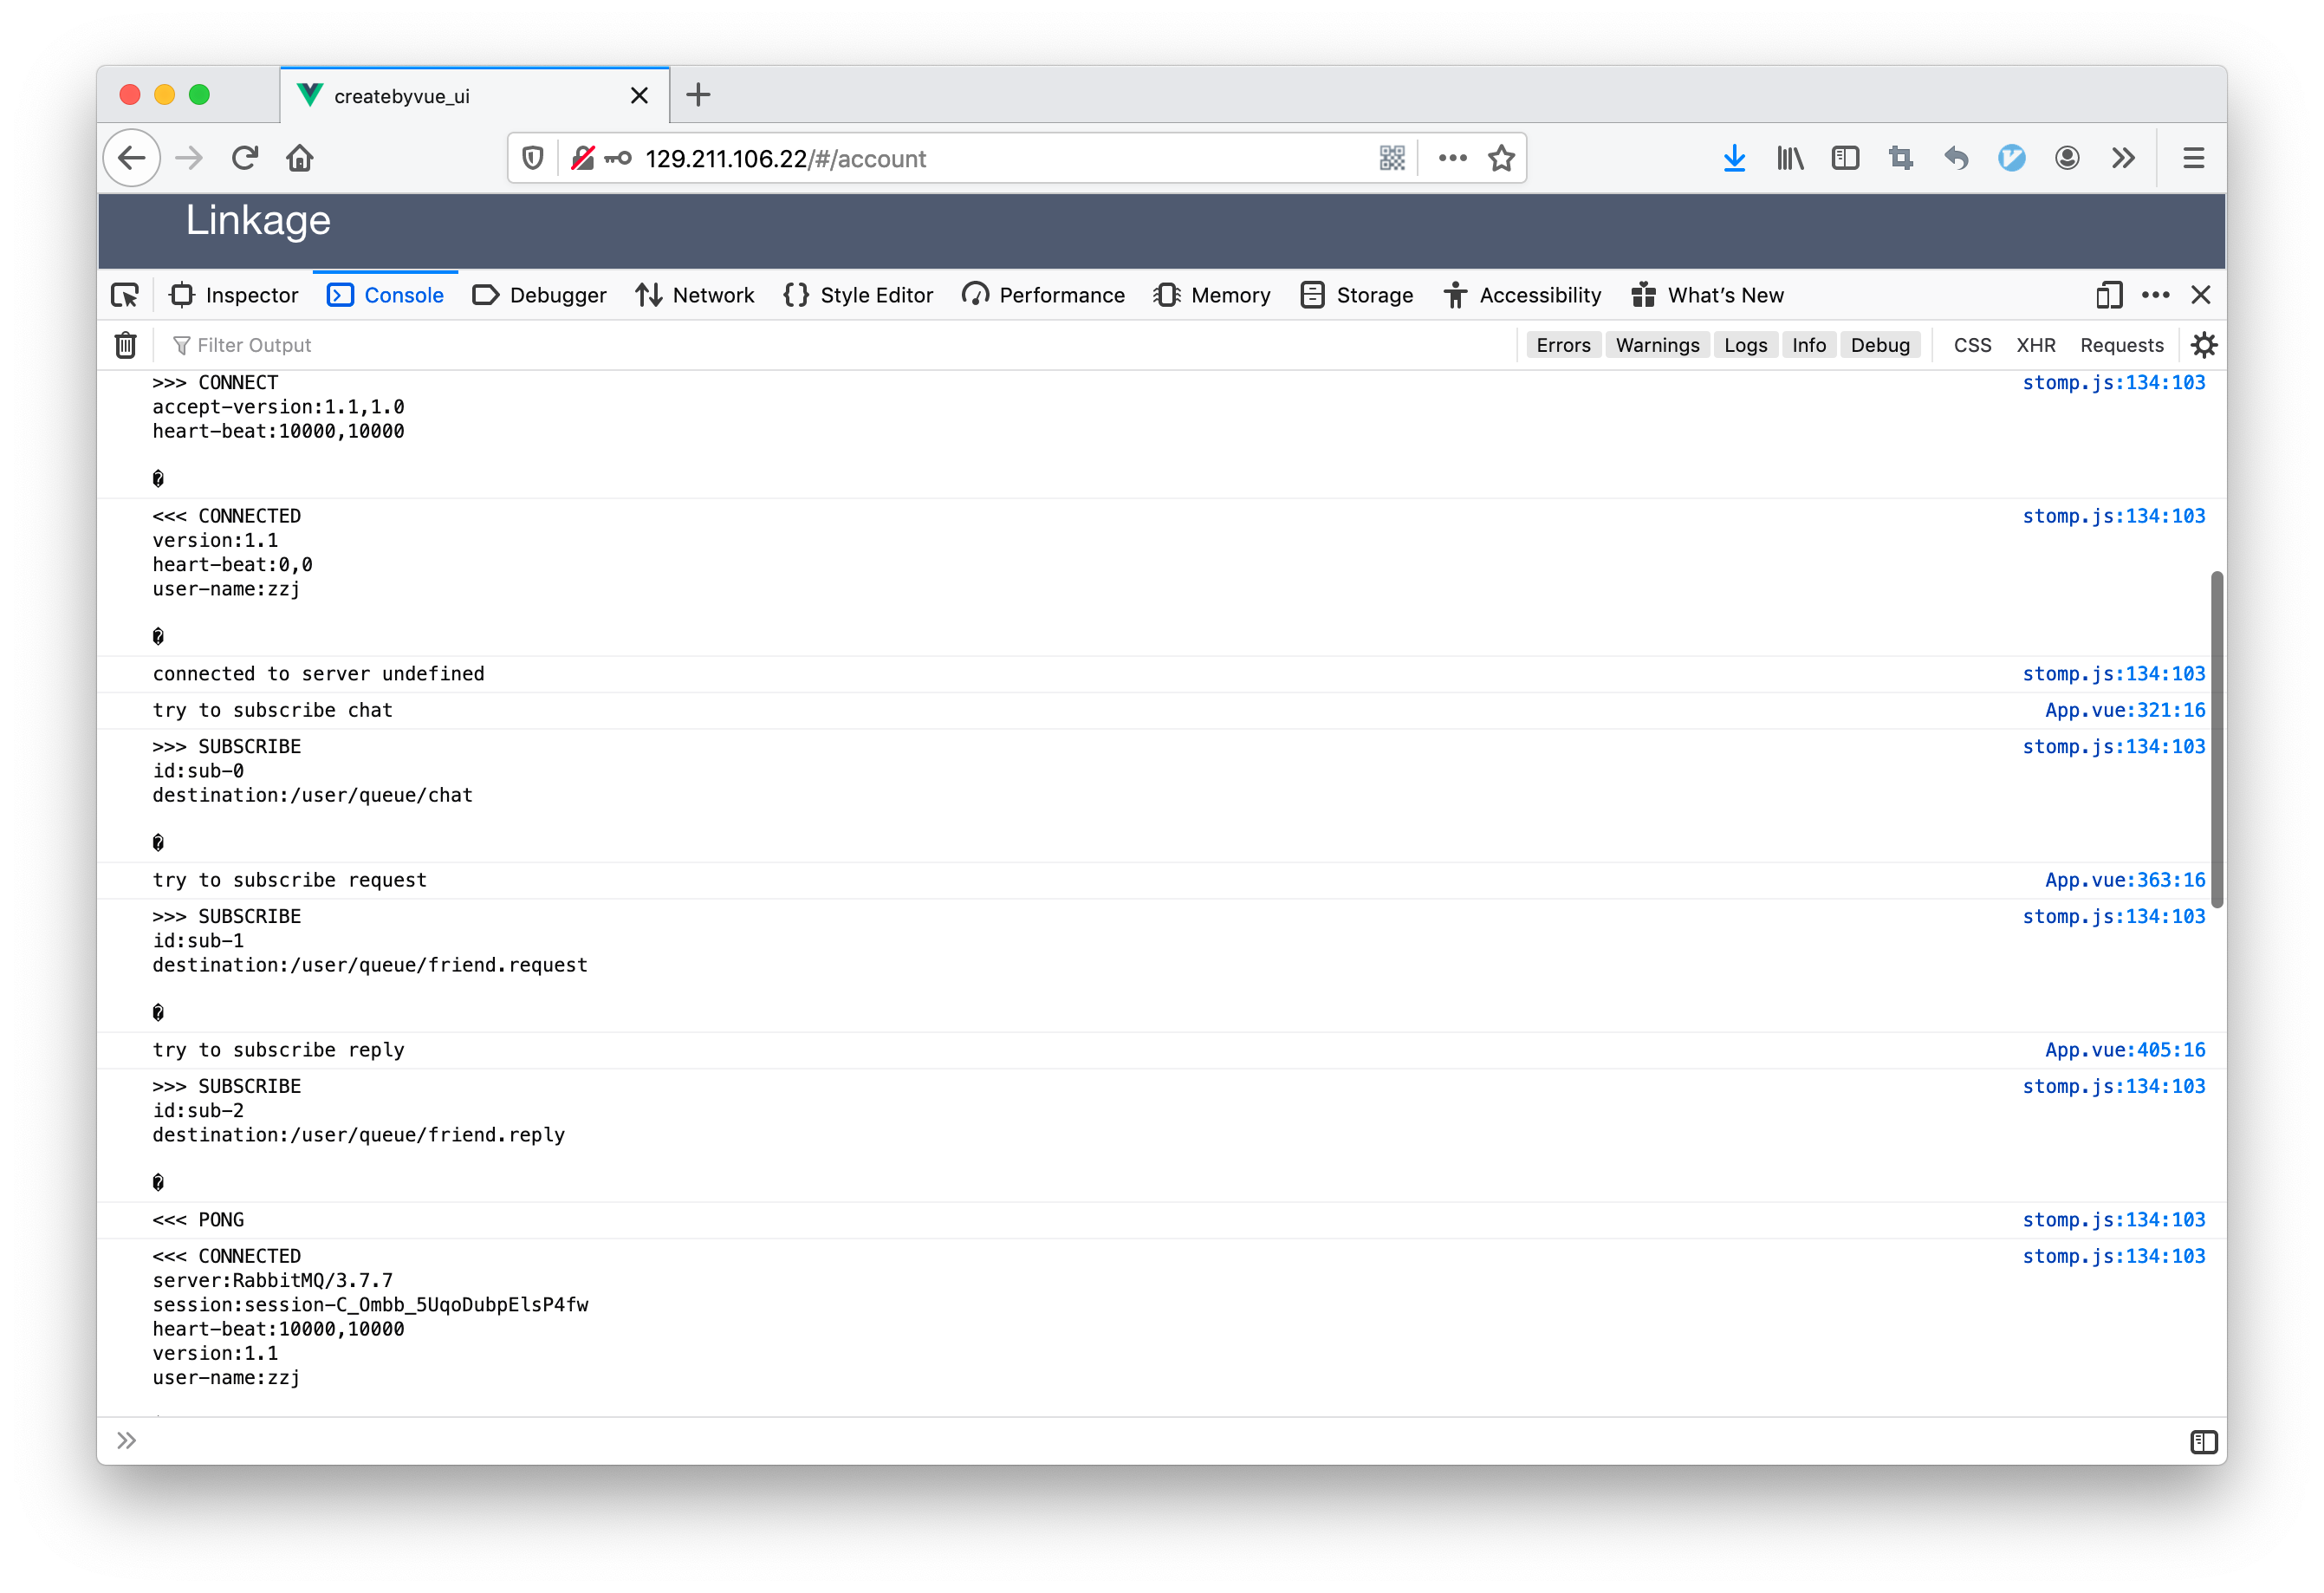 createbyvue_ui
129.211.106.22/#/account
Linkage
Inspector Console Debugger Network Style Editor Performance Memory Storage Accessibility What's New
Filter Output Errors Warnings Logs Info Debug CSS XHR Requests
>>> CONNECT stomp.js:134:103
accept-version:1.1,1.0
heart-beat:10000,10000
�
<<< CONNECTED stomp.js:134:103
version:1.1
heart-beat:0,0
user-name:zzj
�
connected to server undefined stomp.js:134:103
try to subscribe chat App.vue:321:16
>>> SUBSCRIBE stomp.js:134:103
id:sub-0
destination:/user/queue/chat
�
try to subscribe request App.vue:363:16
>>> SUBSCRIBE stomp.js:134:103
id:sub-1
destination:/user/queue/friend.request
�
try to subscribe reply App.vue:405:16
>>> SUBSCRIBE stomp.js:134:103
id:sub-2
destination:/user/queue/friend.reply
�
<<< PONG stomp.js:134:103
<<< CONNECTED stomp.js:134:103
server:RabbitMQ/3.7.7
session:session-C_Ombb_5UqoDubpElsP4fw
heart-beat:10000,10000
version:1.1
user-name:zzj